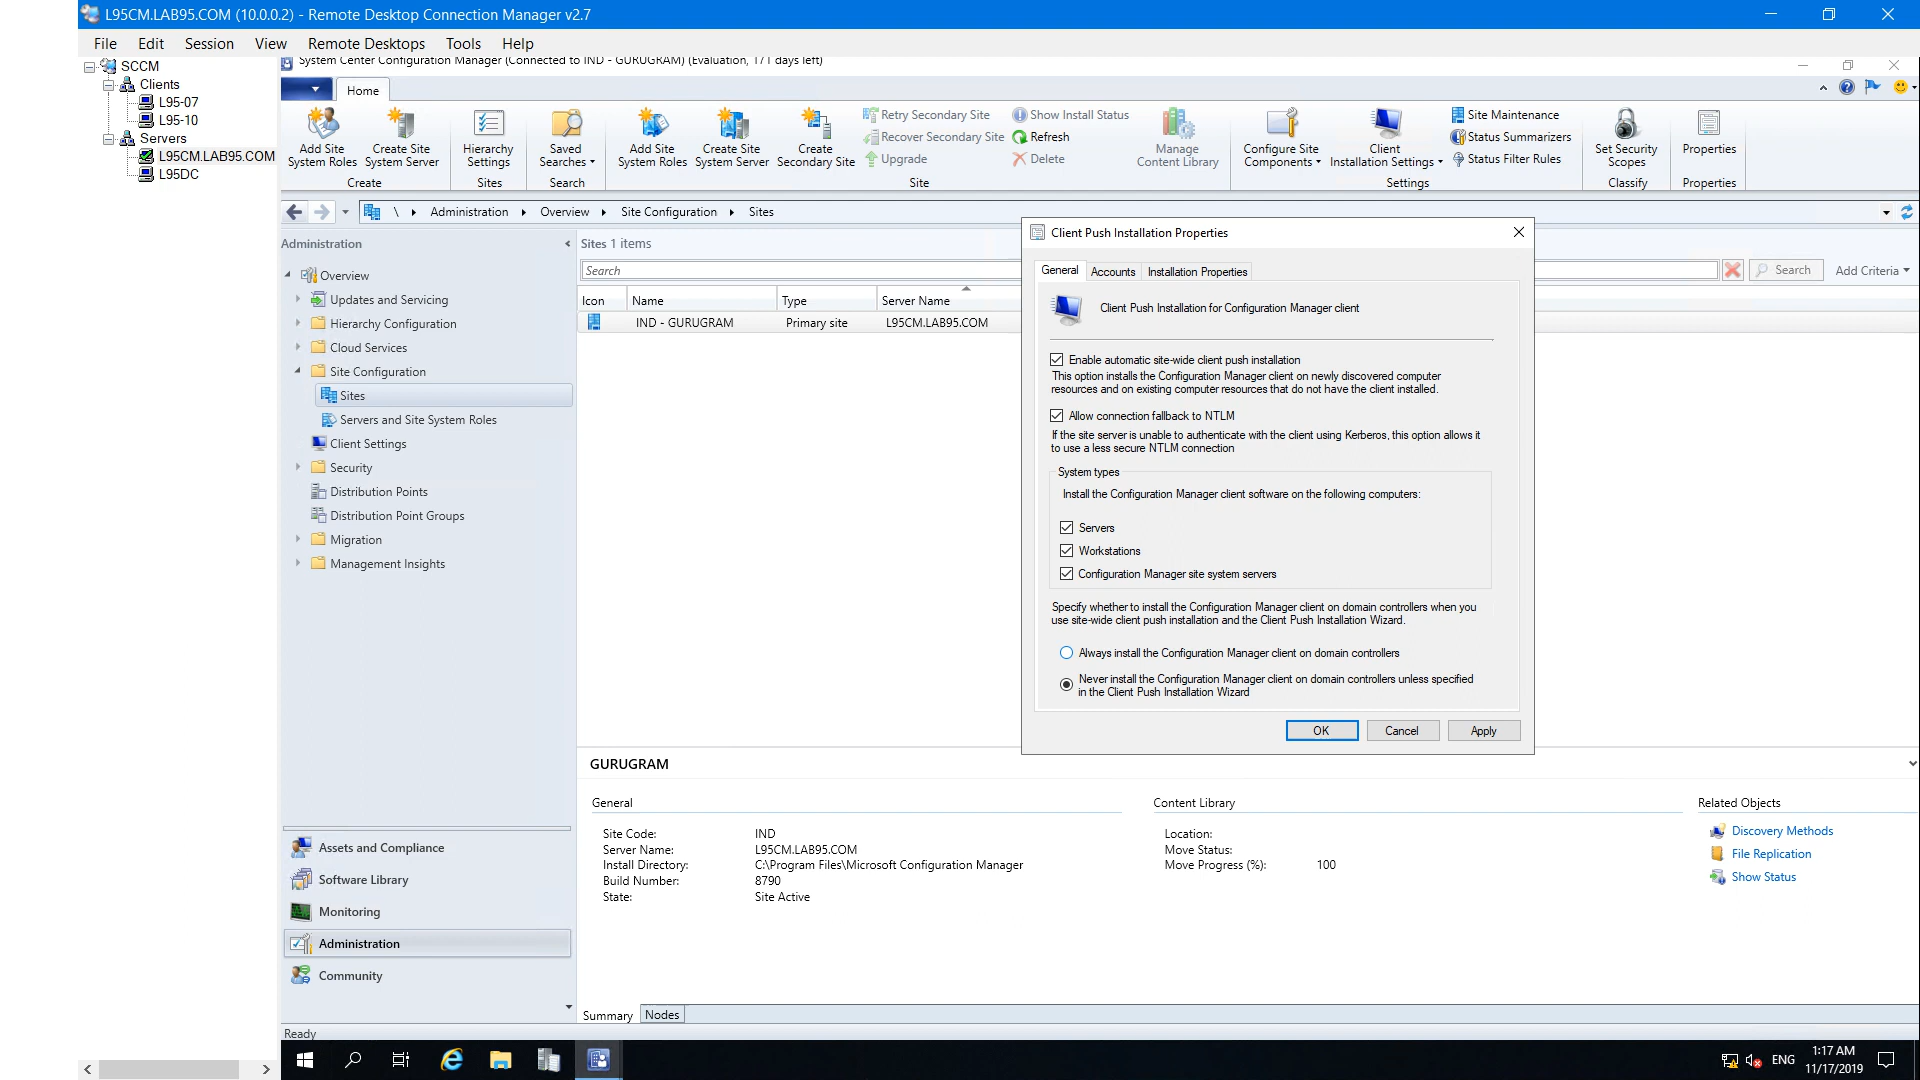 L95CM.LAB95.COM (10.0.0.2) - Remote Desktop Connection Manager v2.7
File Edit Session View Remote Desktops Tools Help
SCCM
Clients
L95-07
L95-10
Servers
L95CM.LAB95.COM
L95DC
System Center Configuration Manager (Connected to IND - GURUGRAM) (Evaluation, 171 days left)
Home
Add Site System Roles
Create Site System Server
Create
Hierarchy Settings
Sites
Saved Searches
Search
Add Site System Roles
Create Site System Server
Create Secondary Site
Retry Secondary Site
Recover Secondary Site
Upgrade
Show Install Status
Refresh
Delete
Manage Content Library
Site
Configure Site Components
Client Installation Settings
Site Maintenance
Status Summarizers
Status Filter Rules
Settings
Set Security Scopes
Classify
Properties
Properties
\ Administration Overview Site Configuration Sites
Administration
Overview
Updates and Servicing
Hierarchy Configuration
Cloud Services
Site Configuration
Sites
Servers and Site System Roles
Client Settings
Security
Distribution Points
Distribution Point Groups
Migration
Management Insights
Assets and Compliance
Software Library
Monitoring
Administration
Community
Sites 1 items
Search
Search Add Criteria
Icon Name Type Server Name
IND - GURUGRAM Primary site L95CM.LAB95.COM
Client Push Installation Properties
General Accounts Installation Properties
Client Push Installation for Configuration Manager client
Enable automatic site-wide client push installation
This option installs the Configuration Manager client on newly discovered computer
resources and on existing computer resources that do not have the client installed.
Allow connection fallback to NTLM
If the site server is unable to authenticate with the client using Kerberos, this option allows it
to use a less secure NTLM connection
System types
Install the Configuration Manager client software on the following computers:
Servers
Workstations
Configuration Manager site system servers
Specify whether to install the Configuration Manager client on domain controllers when you
use site-wide client push installation and the Client Push Installation Wizard.
Always install the Configuration Manager client on domain controllers
Never install the Configuration Manager client on domain controllers unless specified
in the Client Push Installation Wizard
OK Cancel Apply
GURUGRAM
General
Site Code: IND
Server Name: L95CM.LAB95.COM
Install Directory: C:\Program Files\Microsoft Configuration Manager
Build Number: 8790
State: Site Active
Content Library
Location:
Move Status:
Move Progress (%): 100
Related Objects
Discovery Methods
File Replication
Show Status
Summary Nodes
Ready
ENG
1:17 AM
11/17/2019